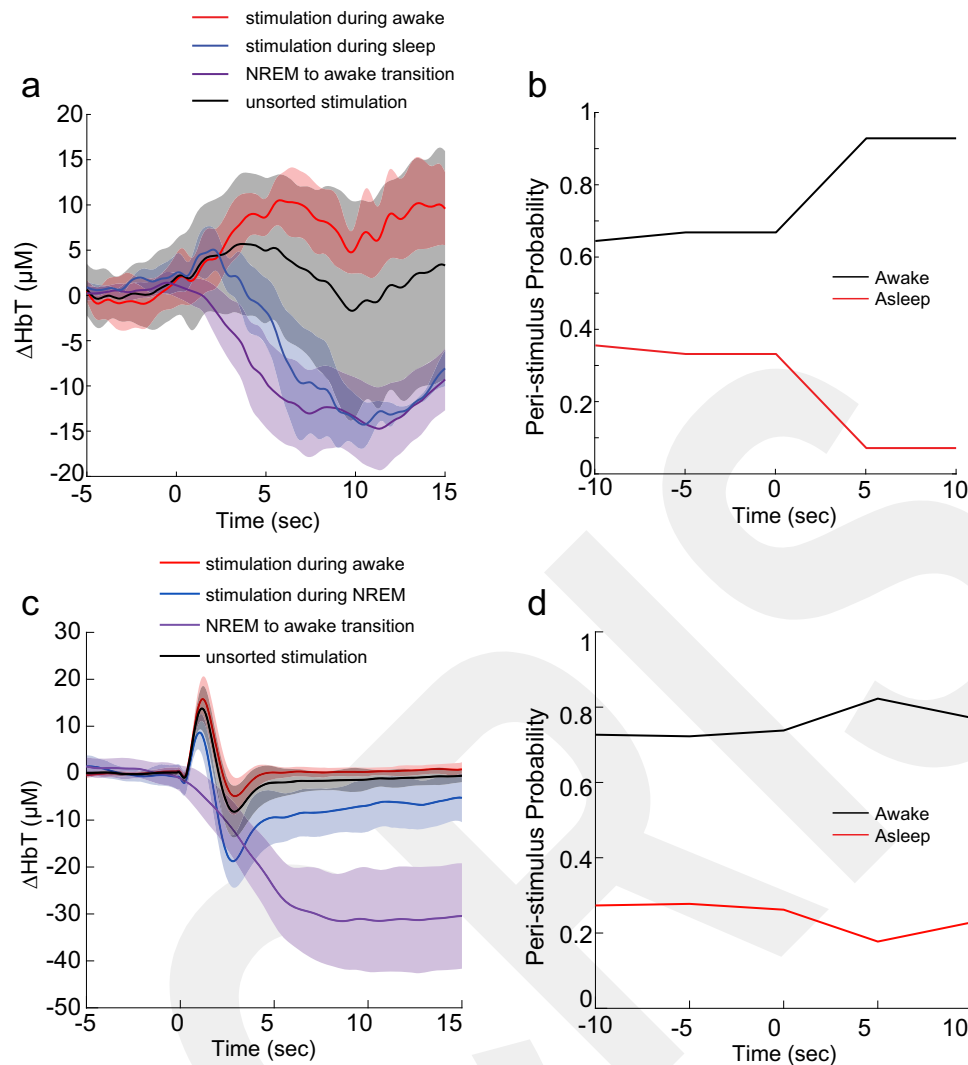 stimulation during awake
stimulation during sleep
NREM to awake transition
unsorted stimulation
a
20
15
10
5
0
-5
-10
-15
-20
ΔHbT (µM)
-5
0
5
10
15
Time (sec)
b
1
0.8
0.6
0.4
0.2
0
Peri-stimulus Probability
Awake
Asleep
-10
-5
0
5
10
Time (sec)
stimulation during awake
stimulation during NREM
NREM to awake transition
unsorted stimulation
c
30
20
10
0
-10
-20
-30
-40
-50
ΔHbT (µM)
-5
0
5
10
15
Time (sec)
d
1
0.8
0.6
0.4
0.2
0
Peri-stimulus Probability
Awake
Asleep
-10
-5
0
5
10
Time (sec)